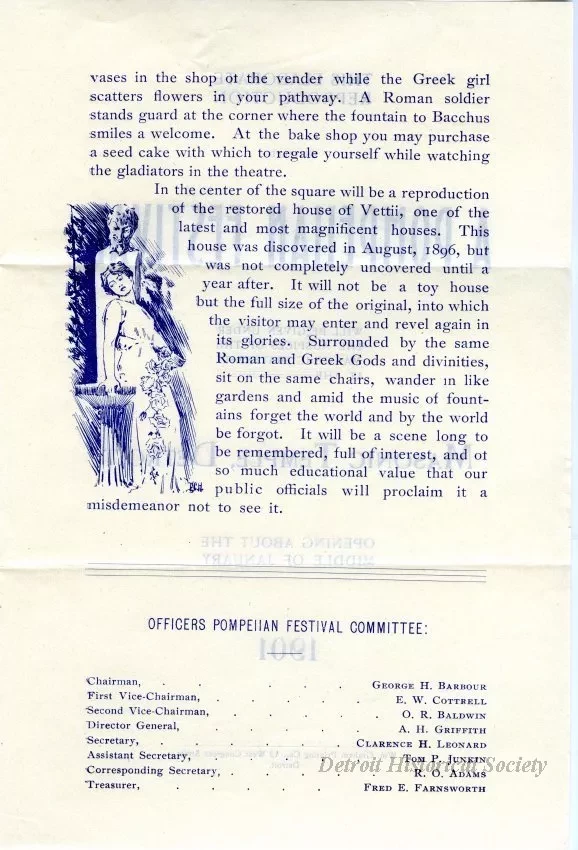 vases in the shop ot the vender while the Greek girl
scatters flowers in your pathway. A Roman soldier
stands guard at the corner where the fountain to Bacchus
smiles a welcome. At the bake shop you may purchase
a seed cake with which to regale yourself while watching
the gladiators in the theatre.
In the center of the square will be a reproduction
of the restored house of Vettii, one of the
latest and most magnificent houses. This
house was discovered in August, 1896, but
was not completely uncovered until a
year after. It will not be a toy house
but the full size of the original, into which
the visitor may enter and revel again in
its glories. Surrounded by the same
Roman and Greek Gods and divinities,
sit on the same chairs, wander in like
gardens and amid the music of fount-
ains forget the world and by the world
be forgot. It will be a scene long to
be remembered, full of interest, and ot
so much educational value that our
public officials will proclaim it a
misdemeanor not to see it.
OFFICERS POMPEIIAN FESTIVAL COMMITTEE:
Chairman, . . . . . . GEORGE H. BARBOUR
First Vice-Chairman, . . . . . E. W. COTTRELL
Second Vice-Chairman, . . . . . O. R. BALDWIN
Director General, . . . . . A. H. GRIFFITH
Secretary, . . . . . . CLARENCE H. LEONARD
Assistant Secretary, . . . . . TOM P. JUNKIN
Corresponding Secretary, . . . . . R. O. ADAMS
Treasurer, . . . . . . FRED E. FARNSWORTH
Detroit Historical Society